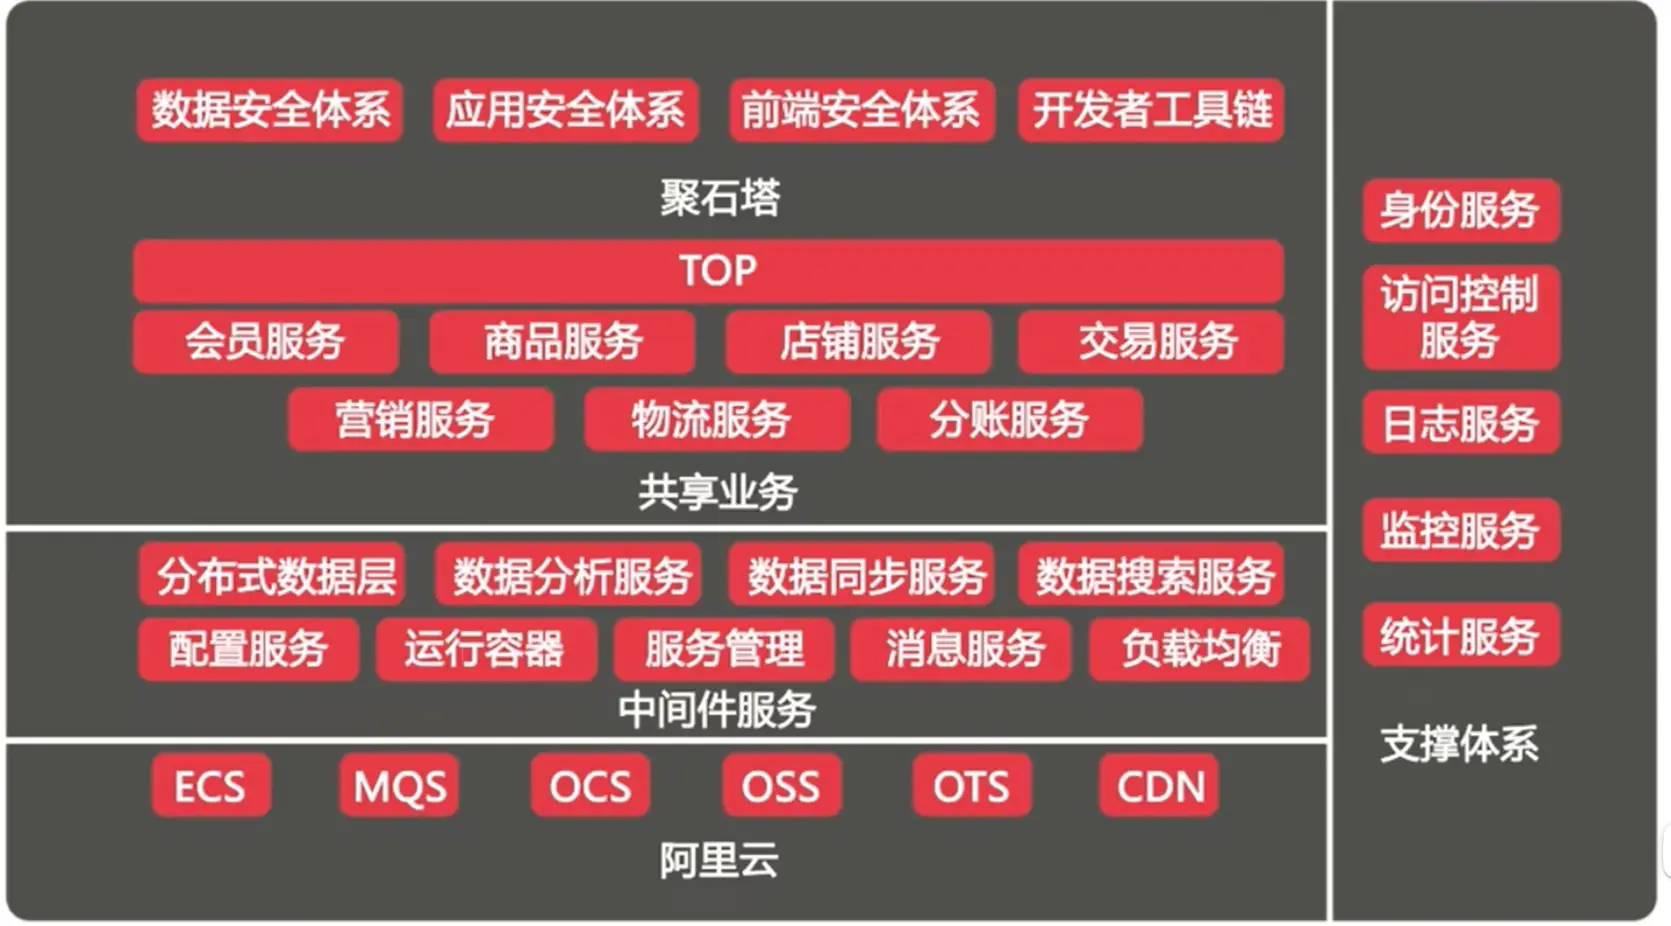 数据安全体系 应用安全体系 前端安全体系 开发者工具链
聚石塔
TOP
会员服务 商品服务 店铺服务 交易服务
营销服务 物流服务 分账服务
共享业务
分布式数据层 数据分析服务 数据同步服务 数据搜索服务
配置服务 运行容器 服务管理 消息服务 负载均衡
中间件服务
ECS MQS OCS OSS OTS CDN
阿里云
身份服务
访问控制
服务
日志服务
监控服务
统计服务
支撑体系